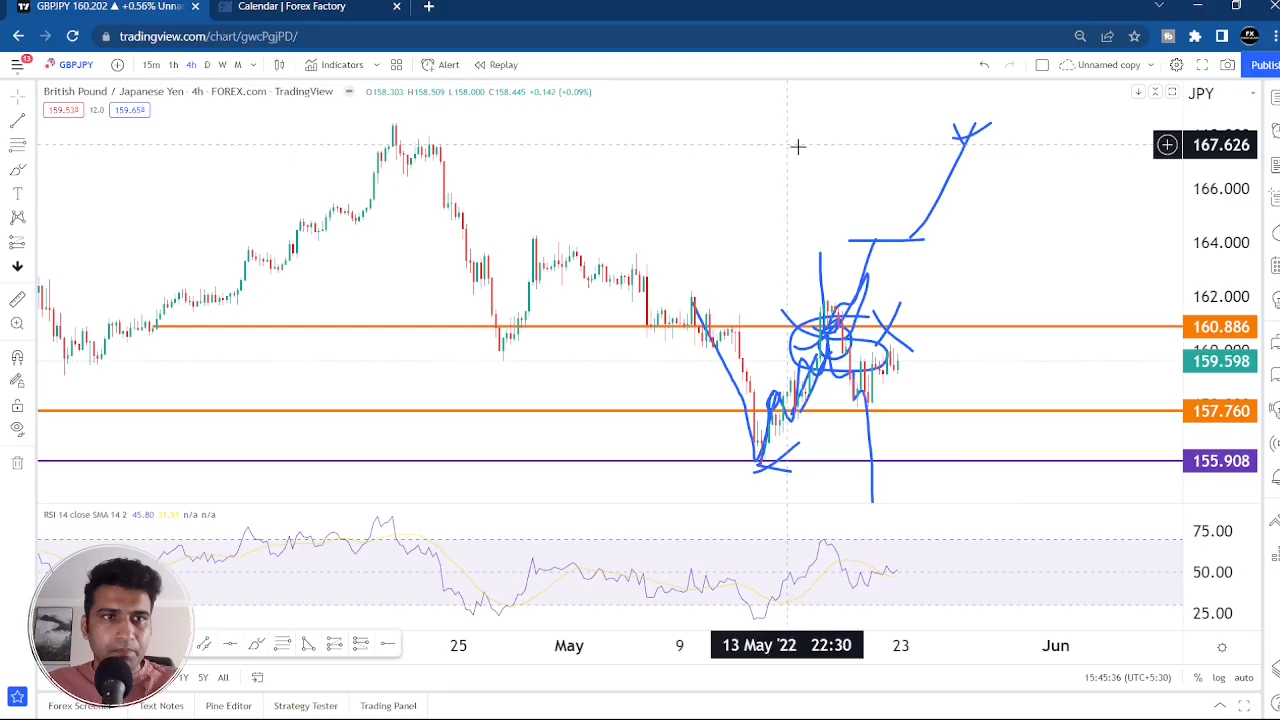 GBPJPY 160.202 ▲ +0.56% Unnar
Calendar | Forex Factory
tradingview.com/chart/gwcPgjPD/
13
GBPJPY
15m 1h 4h D W M
Indicators
Alert
Replay
Unnamed copy
Publis
British Pound / Japanese Yen · 4h · FOREX.com · TradingView
O158.303 H158.509 L158.000 C158.445 +0.142 (+0.09%)
JPY
159.538 12.0 159.658
167.626
166.000
164.000
162.000
160.886
159.598
157.760
155.908
RSI 14 close SMA 14 2 45.80 31.51 n/a n/a
75.00
50.00
25.00
25 May 9 13 May '22 22:30 23 Jun
1Y 5Y All
15:45:36 (UTC+5:30)
% log auto
Forex Screener Text Notes Pine Editor Strategy Tester Trading Panel